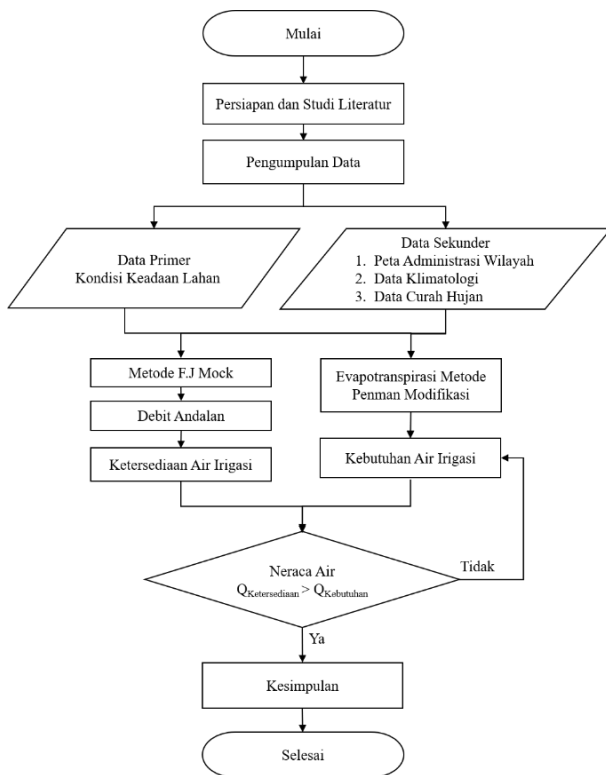 Mulai
Persiapan dan Studi Literatur
Pengumpulan Data
Data Primer
Kondisi Keadaan Lahan
Data Sekunder
1. Peta Administrasi Wilayah
2. Data Klimatologi
3. Data Curah Hujan
Metode F.J Mock
Debit Andalan
Ketersediaan Air Irigasi
Evapotranspirasi Metode
Penman Modifikasi
Kebutuhan Air Irigasi
Neraca Air
QKetersediaan > QKebutuhan
Tidak
Ya
Kesimpulan
Selesai